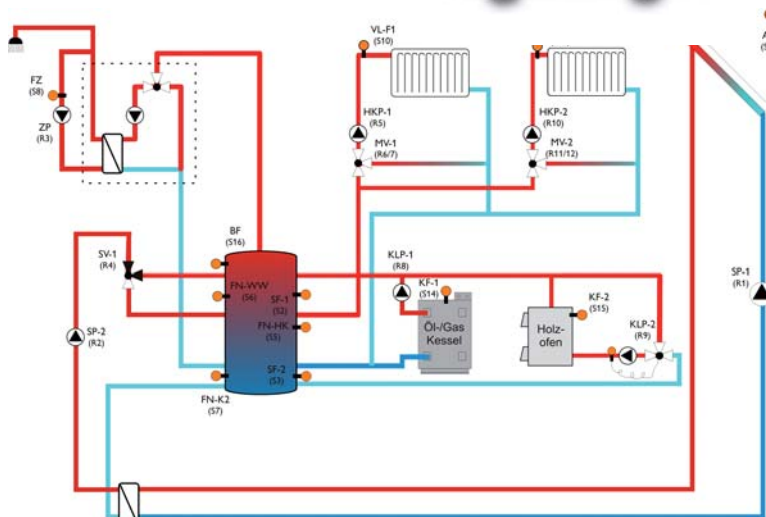 VL-F1
(S10)
A
FZ
(S8)
ZP
(R3)
HKP-1
(R5)
MV-1
(R6/7)
HKP-2
(R10)
MV-2
(R11/12)
BF
(S16)
SV-1
(R4)
FN-WW
(S6)
SF-1
(S2)
FN-HK
(S5)
SF-2
(S3)
FN-K2
(S7)
SP-2
(R2)
KLP-1
(R8)
KF-1
(S14)
Öl-/Gas
Kessel
Holz-
ofen
KF-2
(S15)
KLP-2
(R9)
SP-1
(R1)